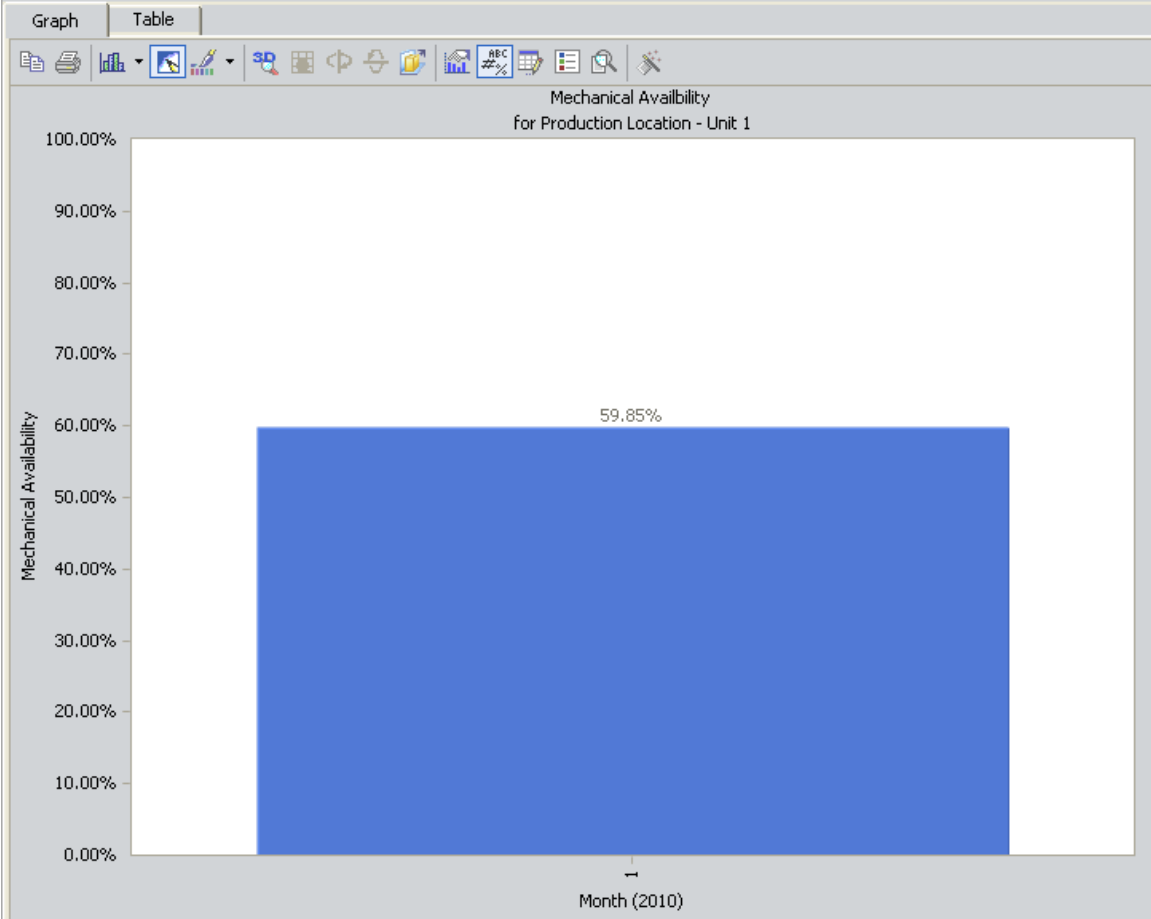 Graph Table
3D ABC #%
Mechanical Availbility
for Production Location - Unit 1
100.00%
90.00%
80.00%
70.00%
59.85%
60.00%
50.00%
40.00%
30.00%
20.00%
10.00%
0.00%
Mechanical Availability
1
Month (2010)